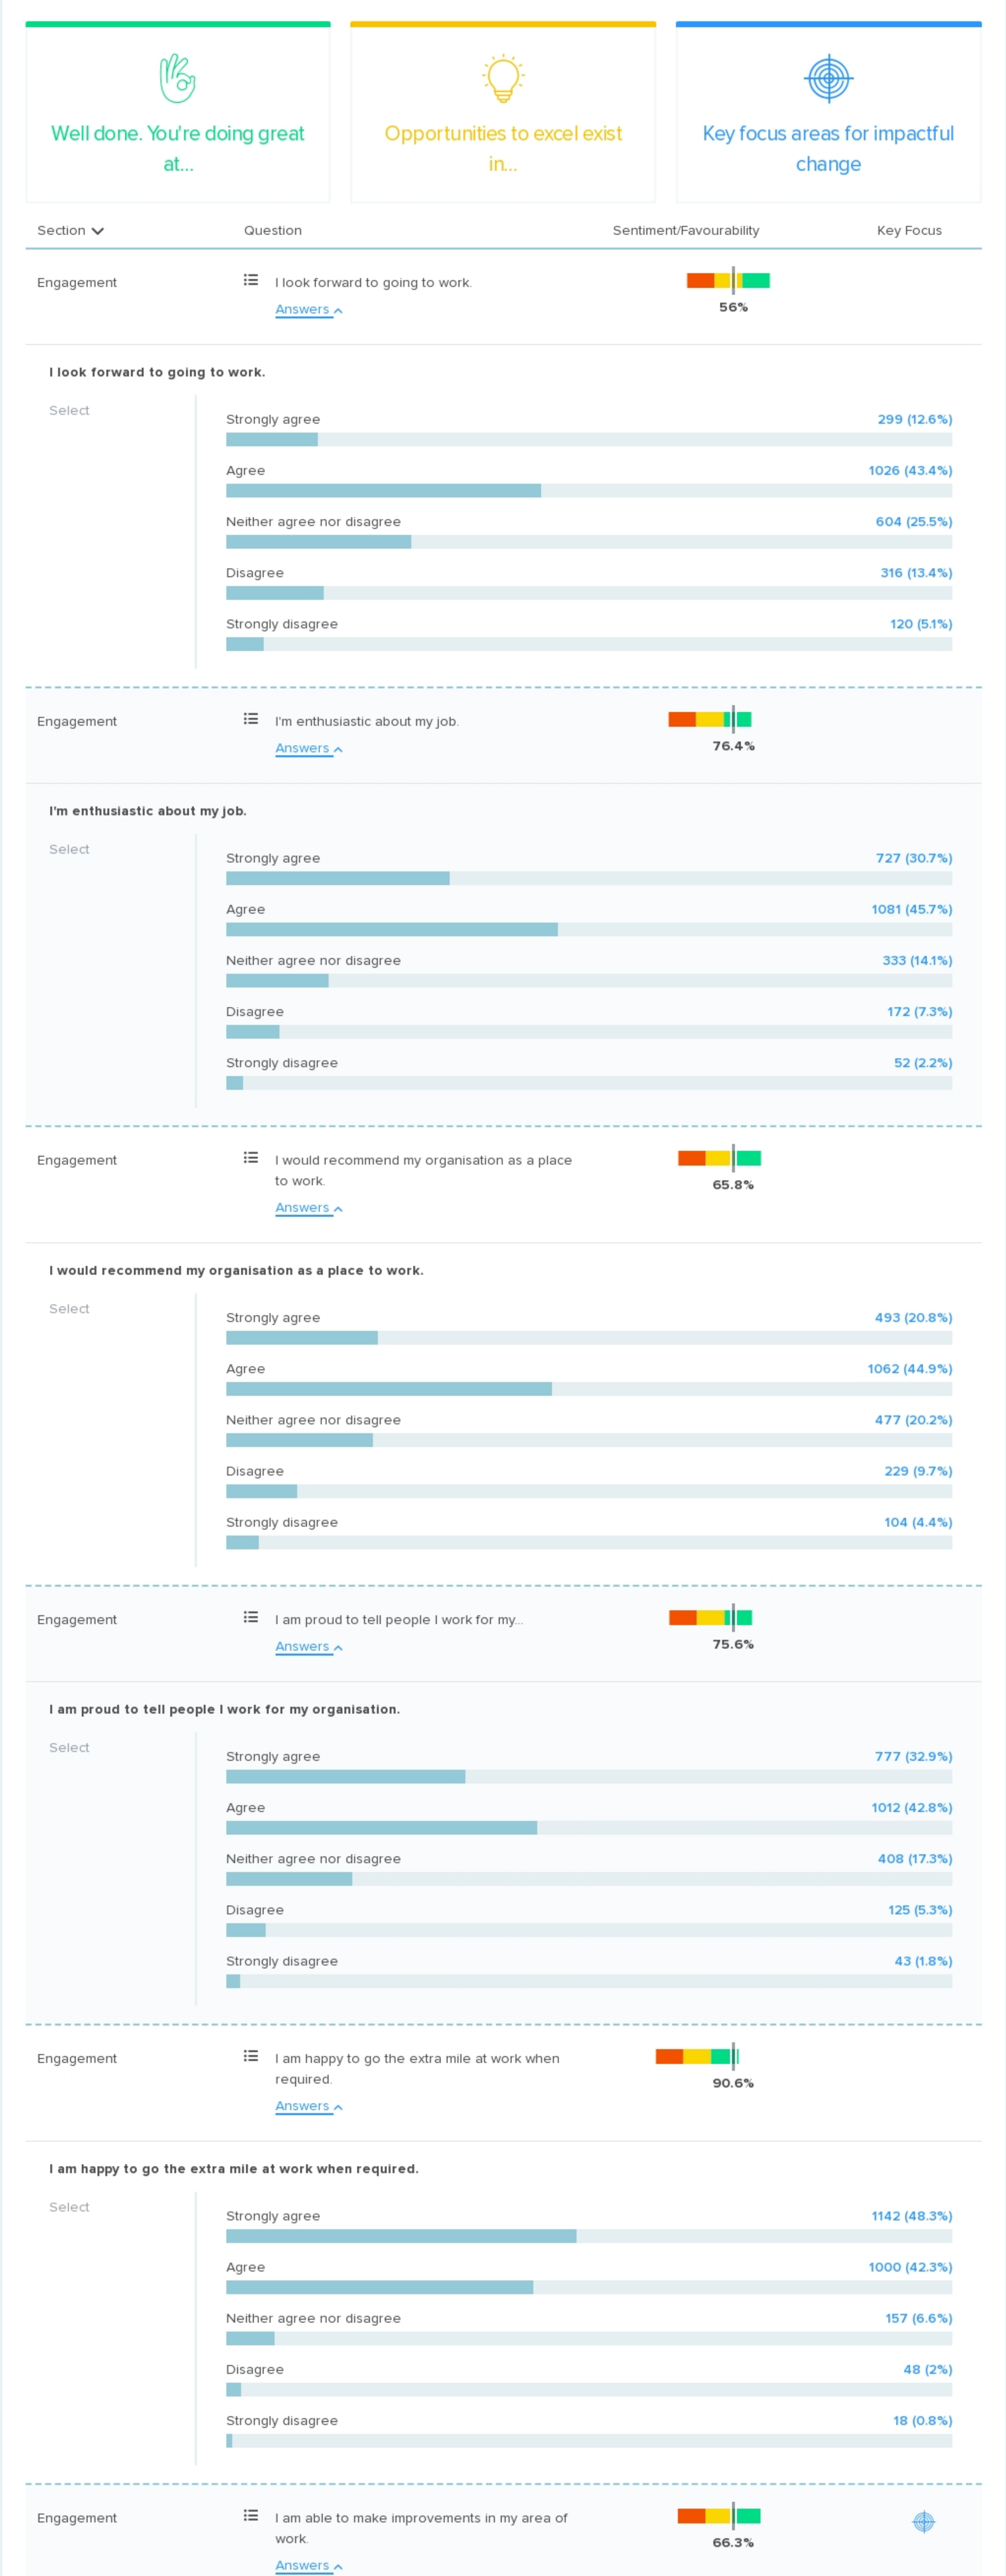 Well done. You're doing great
at...
Opportunities to excel exist
in...
Key focus areas for impactful
change
Section Question Sentiment/Favourability Key Focus
Engagement I look forward to going to work.
Answers
56%
I look forward to going to work.
Select
Strongly agree 299 (12.6%)
Agree 1026 (43.4%)
Neither agree nor disagree 604 (25.5%)
Disagree 316 (13.4%)
Strongly disagree 120 (5.1%)
Engagement I'm enthusiastic about my job.
Answers
76.4%
I'm enthusiastic about my job.
Select
Strongly agree 727 (30.7%)
Agree 1081 (45.7%)
Neither agree nor disagree 333 (14.1%)
Disagree 172 (7.3%)
Strongly disagree 52 (2.2%)
Engagement I would recommend my organisation as a place
to work.
65.8%
Answers
I would recommend my organisation as a place to work.
Select
Strongly agree 493 (20.8%)
Agree 1062 (44.9%)
Neither agree nor disagree 477 (20.2%)
Disagree 229 (9.7%)
Strongly disagree 104 (4.4%)
Engagement I am proud to tell people I work for my...
Answers
75.6%
I am proud to tell people I work for my organisation.
Select
Strongly agree 777 (32.9%)
Agree 1012 (42.8%)
Neither agree nor disagree 408 (17.3%)
Disagree 125 (5.3%)
Strongly disagree 43 (1.8%)
Engagement I am happy to go the extra mile at work when
required.
90.6%
Answers
I am happy to go the extra mile at work when required.
Select
Strongly agree 1142 (48.3%)
Agree 1000 (42.3%)
Neither agree nor disagree 157 (6.6%)
Disagree 48 (2%)
Strongly disagree 18 (0.8%)
Engagement I am able to make improvements in my area of
work.
66.3%
Answers